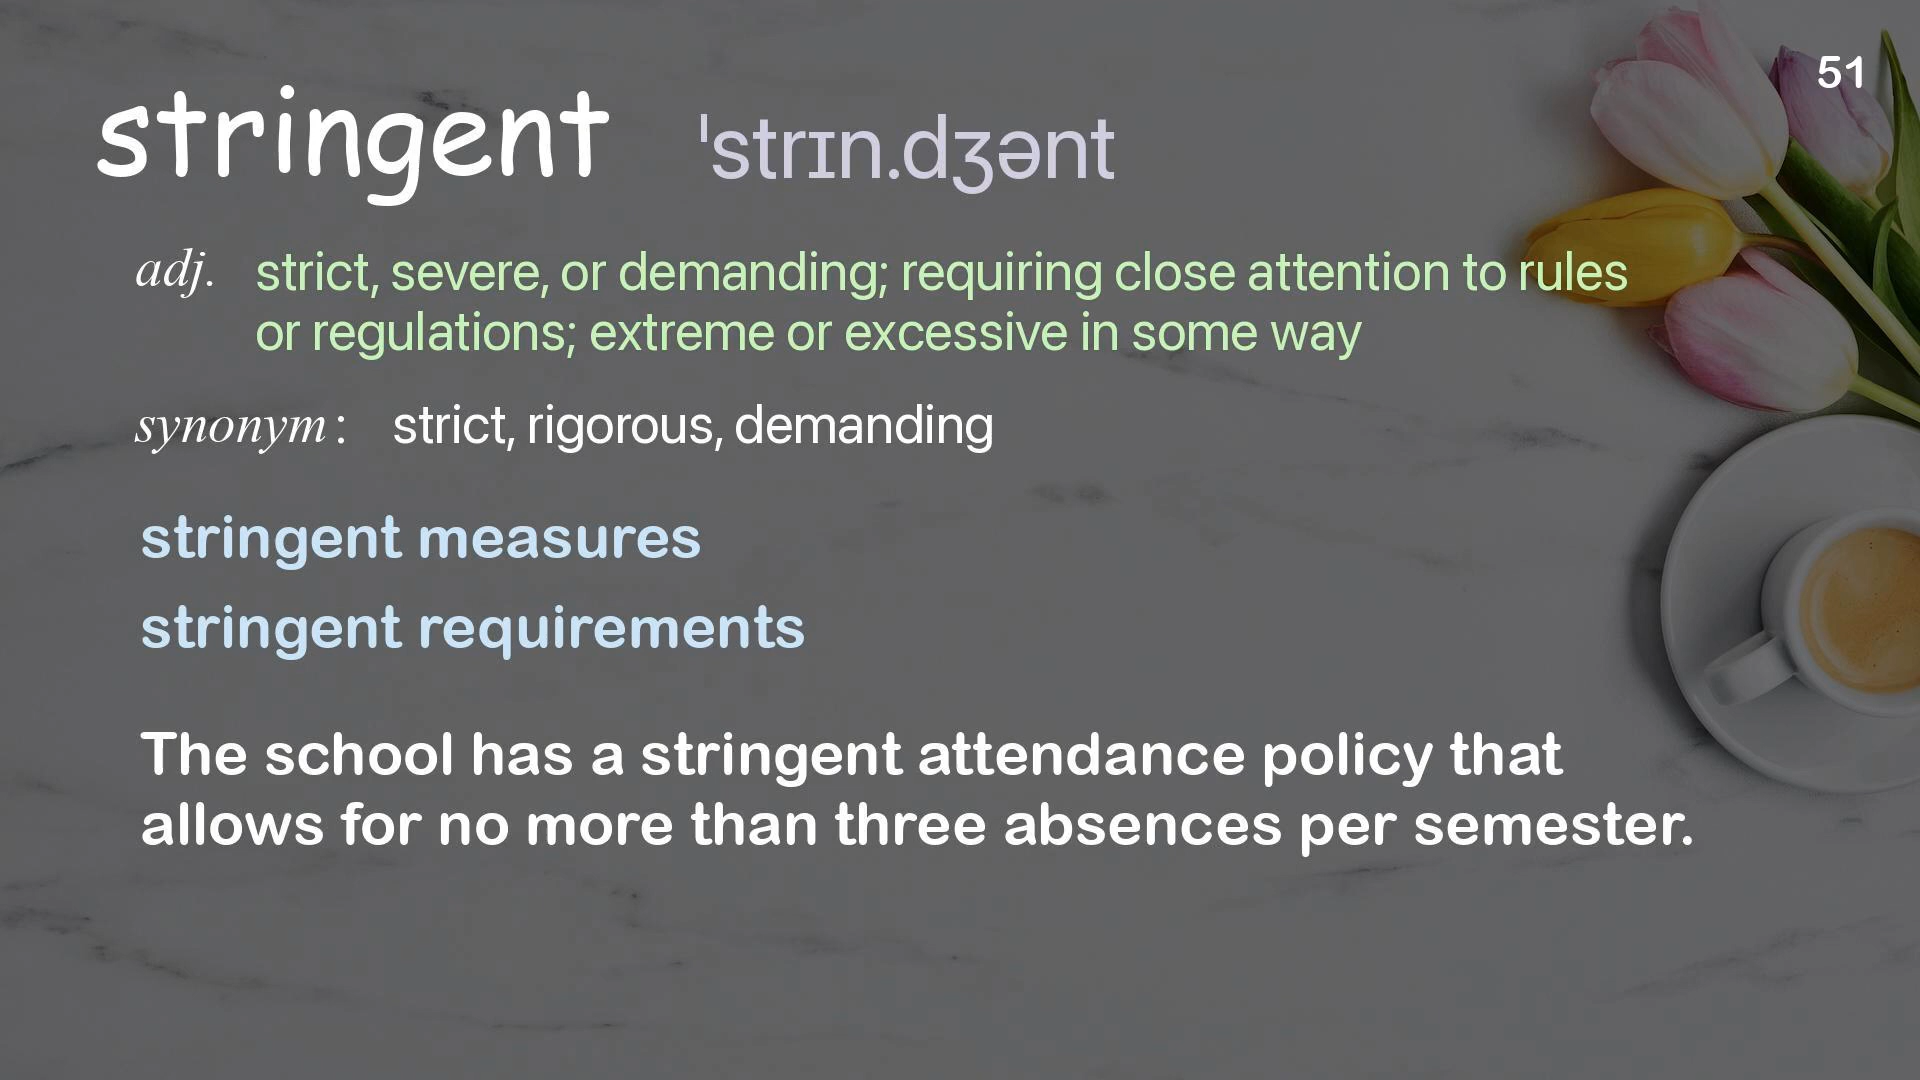 51
stringent ˈstrɪn.dʒənt
adj. strict, severe, or demanding; requiring close attention to rules
or regulations; extreme or excessive in some way
synonym : strict, rigorous, demanding
stringent measures
stringent requirements
The school has a stringent attendance policy that
allows for no more than three absences per semester.